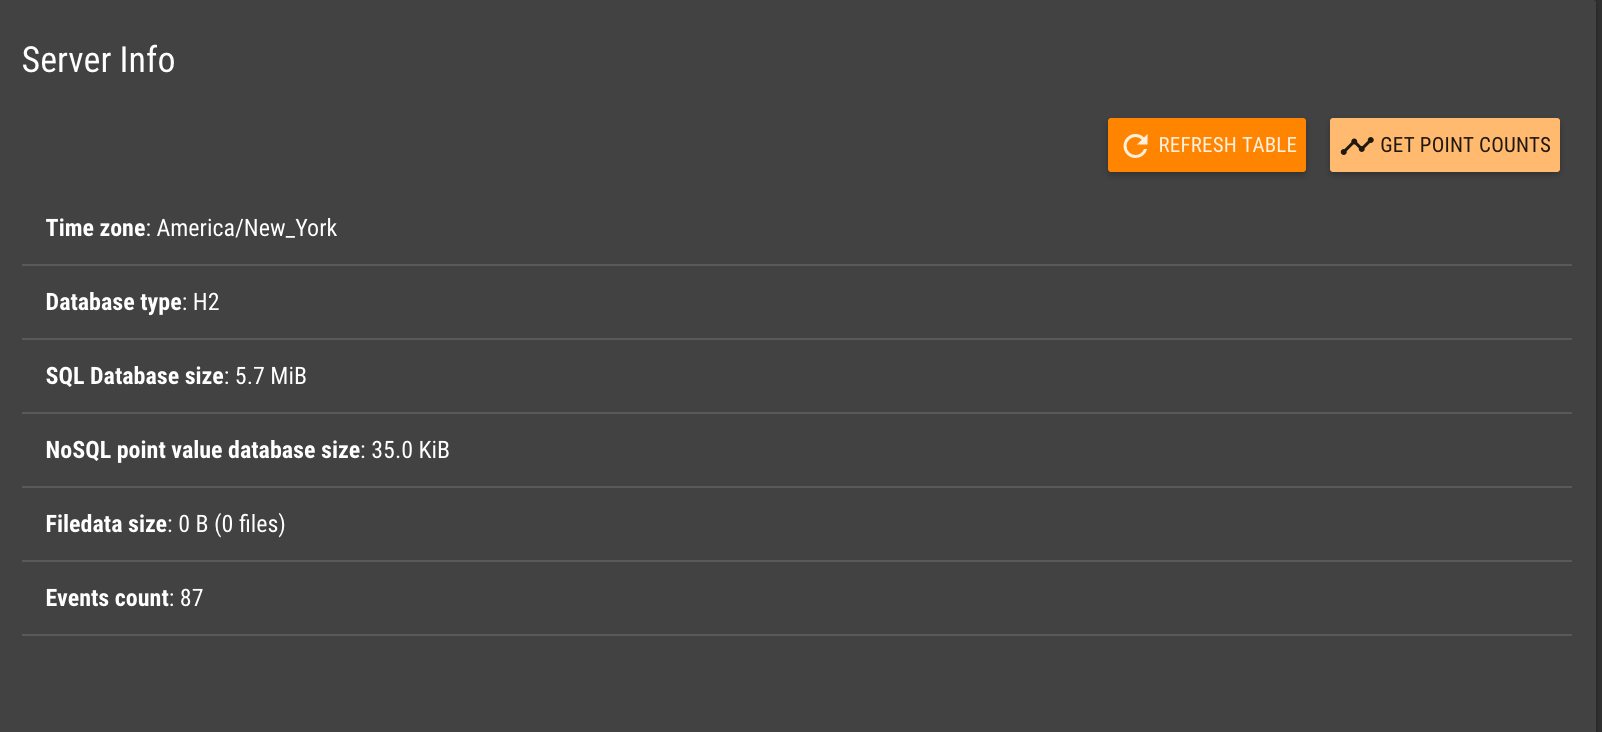 Server Info
REFRESH TABLE
GET POINT COUNTS
Time zone: America/New_York
Database type: H2
SQL Database size: 5.7 MiB
NoSQL point value database size: 35.0 KiB
Filedata size: 0 B (0 files)
Events count: 87